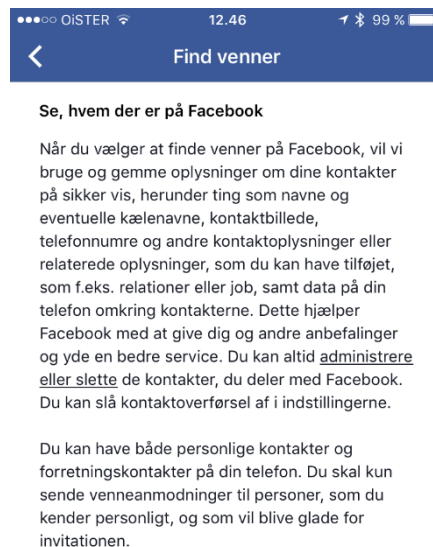 OiSTER 12.46 99 %
Find venner
Se, hvem der er på Facebook
Når du vælger at finde venner på Facebook, vil vi
bruge og gemme oplysninger om dine kontakter
på sikker vis, herunder ting som navne og
eventuelle kælenavne, kontaktbillede,
telefonnumre og andre kontaktoplysninger eller
relaterede oplysninger, som du kan have tilføjet,
som f.eks. relationer eller job, samt data på din
telefon omkring kontakterne. Dette hjælper
Facebook med at give dig og andre anbefalinger
og yde en bedre service. Du kan altid administrere
eller slette de kontakter, du deler med Facebook.
Du kan slå kontaktoverførsel af i indstillingerne.
Du kan have både personlige kontakter og
forretningskontakter på din telefon. Du skal kun
sende venneanmodninger til personer, som du
kender personligt, og som vil blive glade for
invitationen.